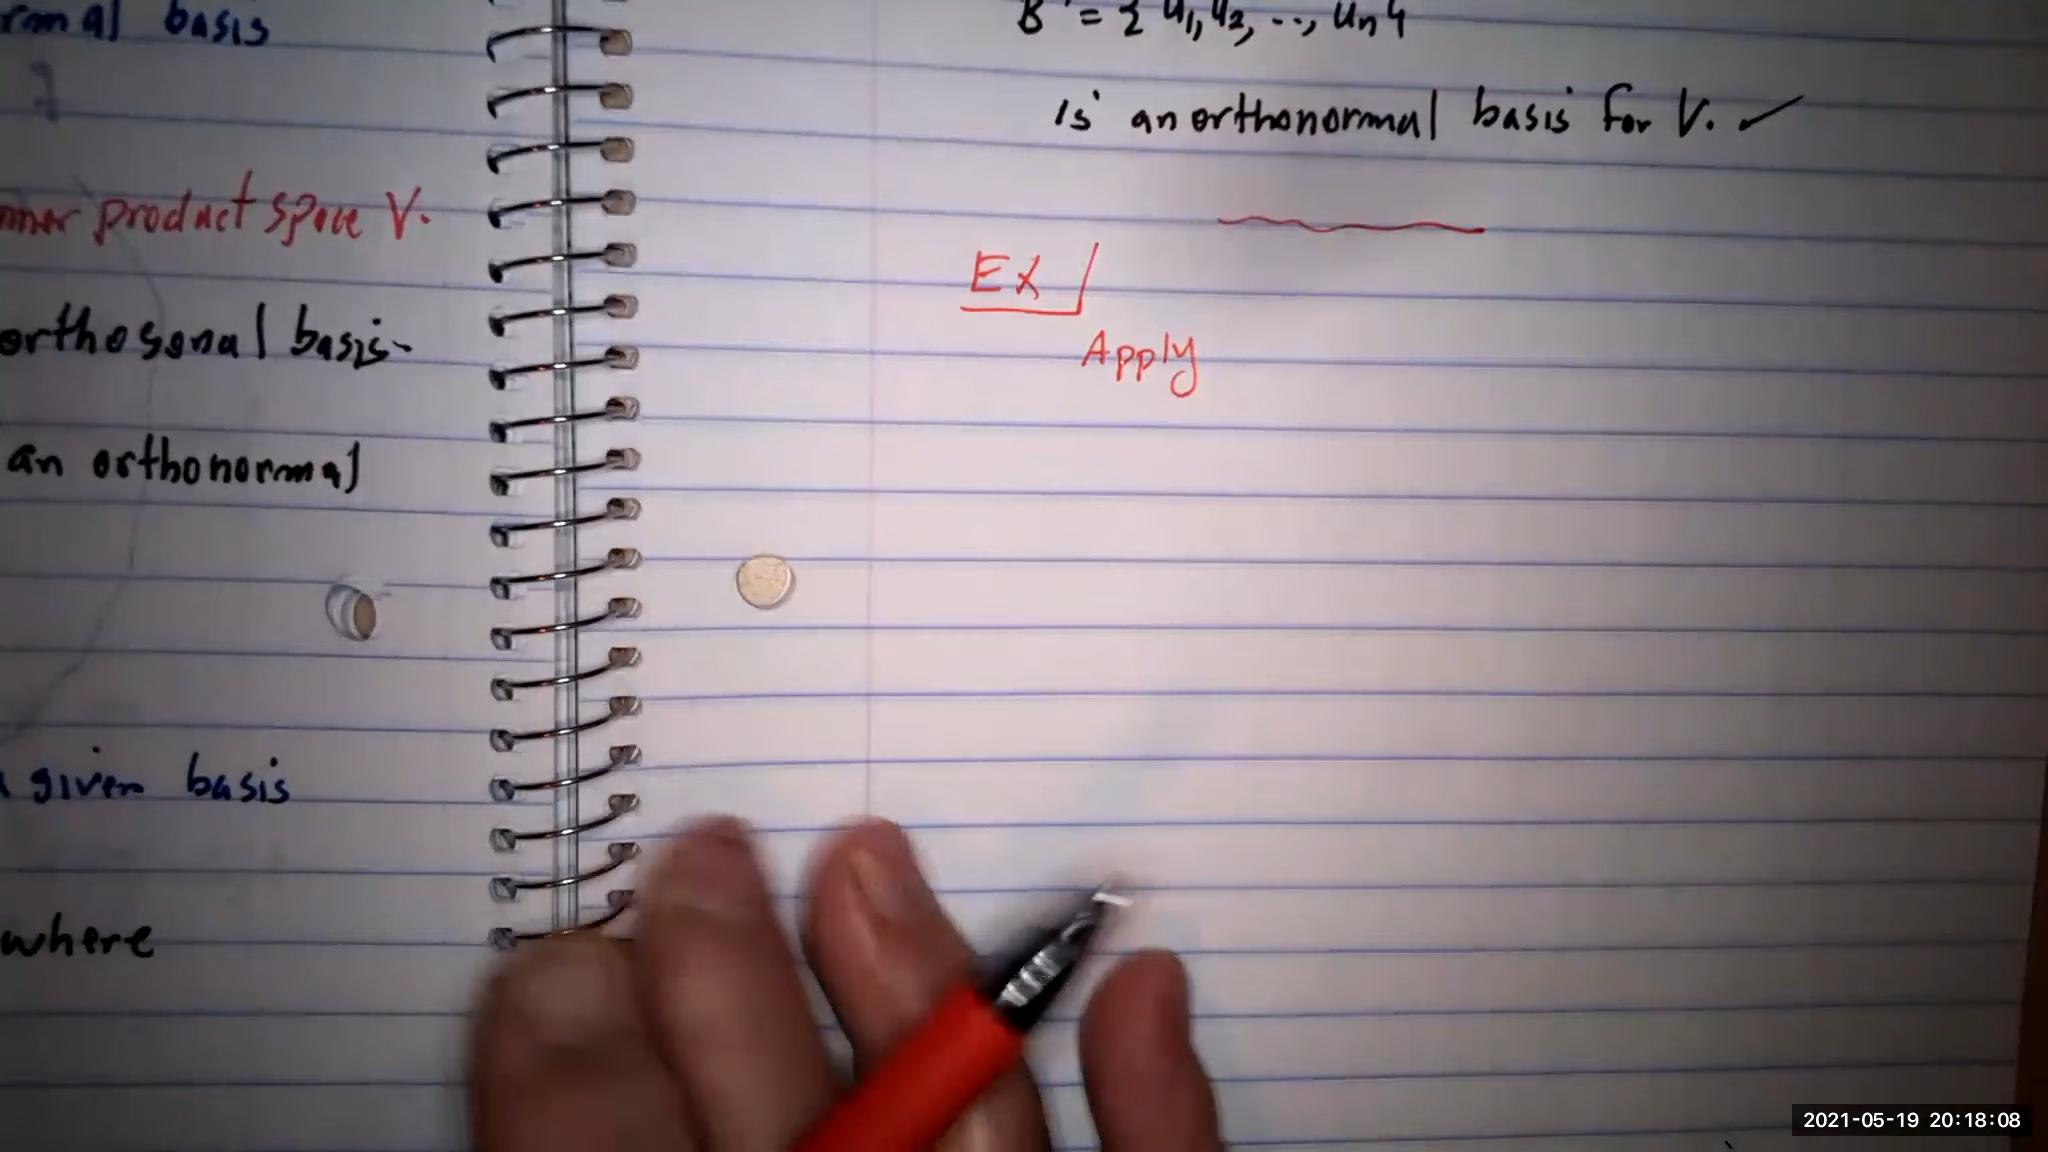 basis
product space V.
orthogonal basis.
an orthonormal
given basis
where
B' = { u1, u2, ..., un }
is an orthonormal basis for V. ✓
Ex
Apply
2021-05-19 20:18:08